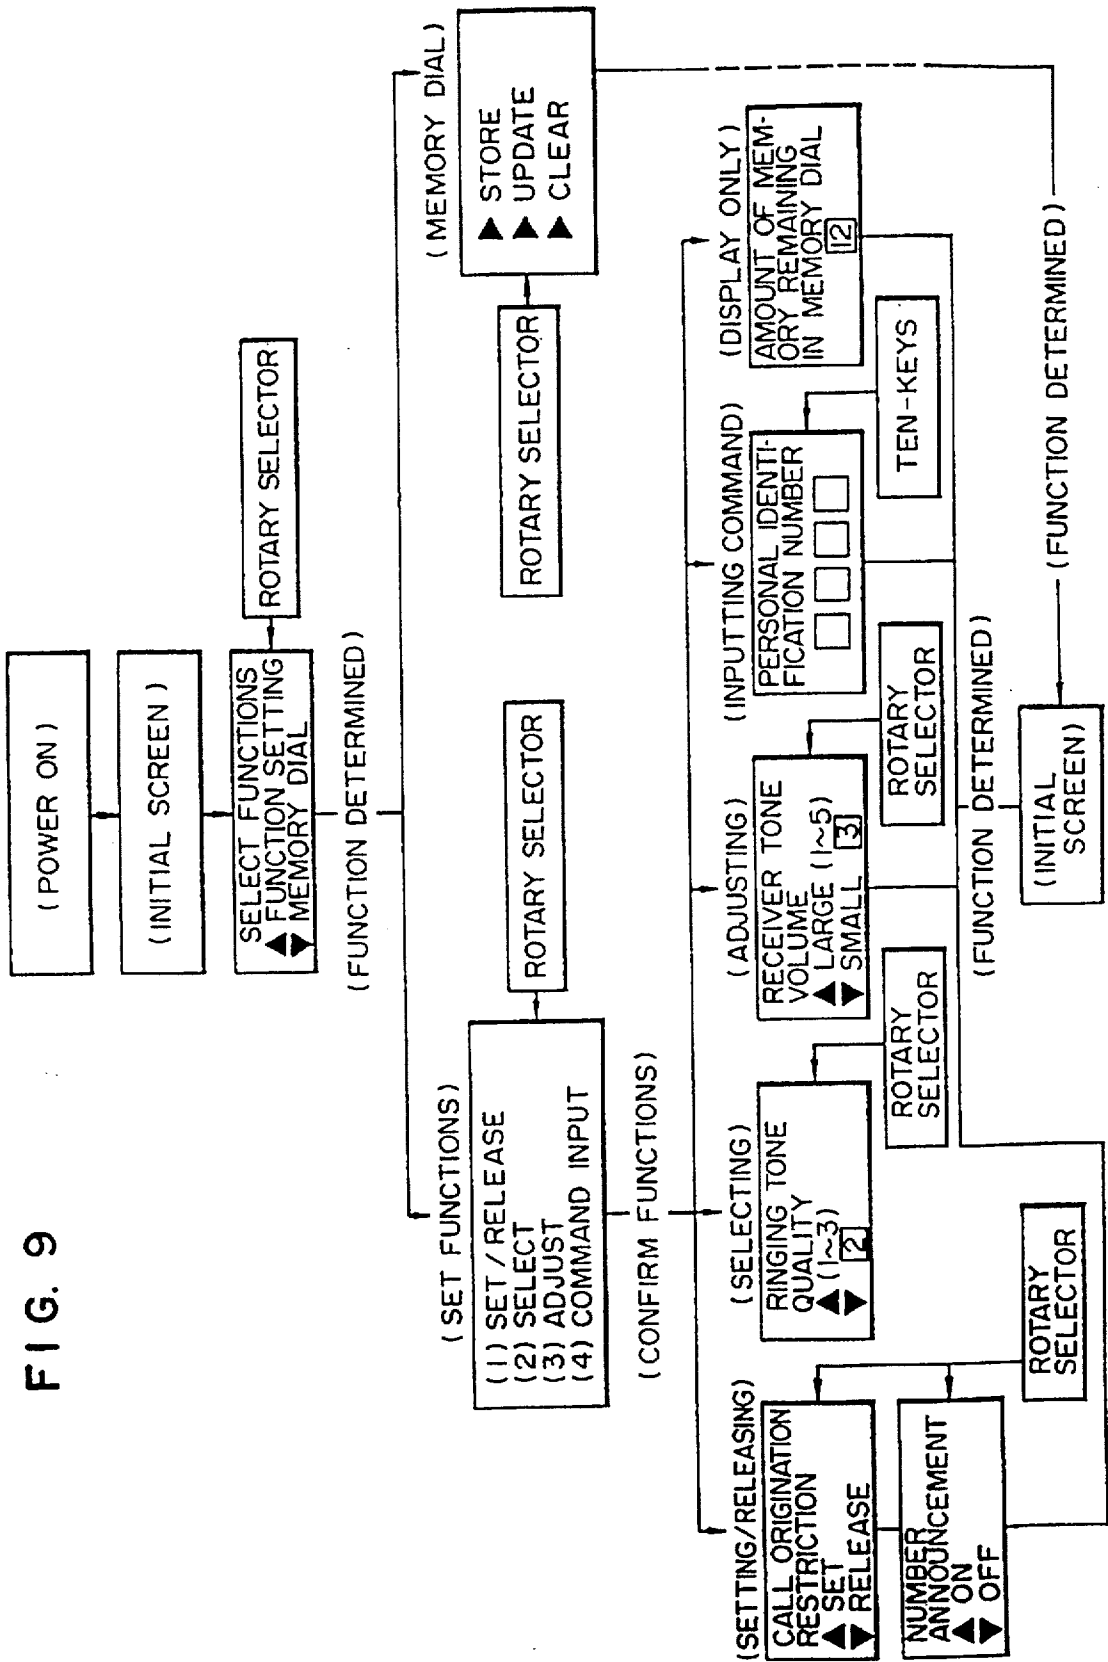 FIG. 9
(POWER ON)
(INITIAL SCREEN)
SELECT FUNCTIONS
▲ FUNCTION SETTING
▼ MEMORY DIAL
ROTARY SELECTOR
(FUNCTION DETERMINED)
(SET FUNCTIONS)
(1) SET/RELEASE
(2) SELECT
(3) ADJUST
(4) COMMAND INPUT
ROTARY SELECTOR
(MEMORY DIAL)
▶ STORE
▶ UPDATE
▶ CLEAR
ROTARY SELECTOR
(CONFIRM FUNCTIONS)
(SETTING/RELEASING)
CALL ORIGINATION
RESTRICTION
▲ SET
▼ RELEASE
NUMBER
ANNOUNCEMENT
▲ ON
▼ OFF
ROTARY
SELECTOR
(SELECTING)
RINGING TONE
QUALITY
▲ (1~3)
▼ 2
ROTARY
SELECTOR
(ADJUSTING)
RECEIVER TONE
VOLUME
▲ LARGE (1~5)
▼ SMALL 3
ROTARY
SELECTOR
(INPUTTING COMMAND)
PERSONAL IDENTI-
FICATION NUMBER
□ □ □ □
TEN-KEYS
(DISPLAY ONLY)
AMOUNT OF MEM-
ORY REMAINING
IN MEMORY DIAL
12
(FUNCTION DETERMINED)
(INITIAL
SCREEN)
(FUNCTION DETERMINED)